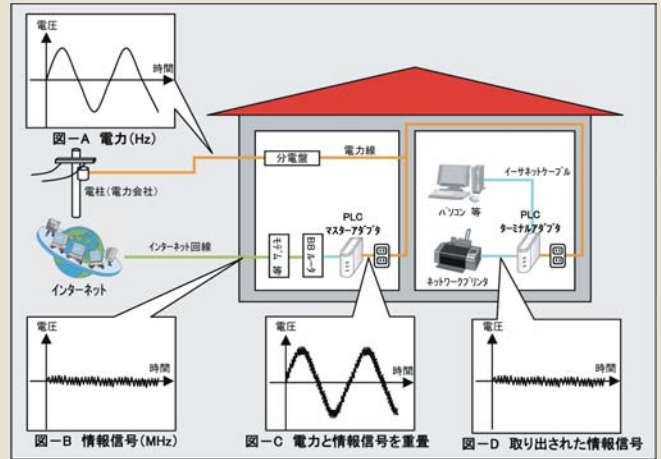 電圧
時間
図-A 電力(Hz)
電柱(電力会社)
分電盤
電力線
イーサネットケーブル
パソコン 等
PLC
マスターアダプタ
PLC
ターミナルアダプタ
インターネット回線
モデム 等
BBルータ
ネットワークプリンタ
インターネット
電圧
時間
図-B 情報信号(MHz)
電圧
時間
図-C 電力と情報信号を重畳
電圧
時間
図-D 取り出された情報信号